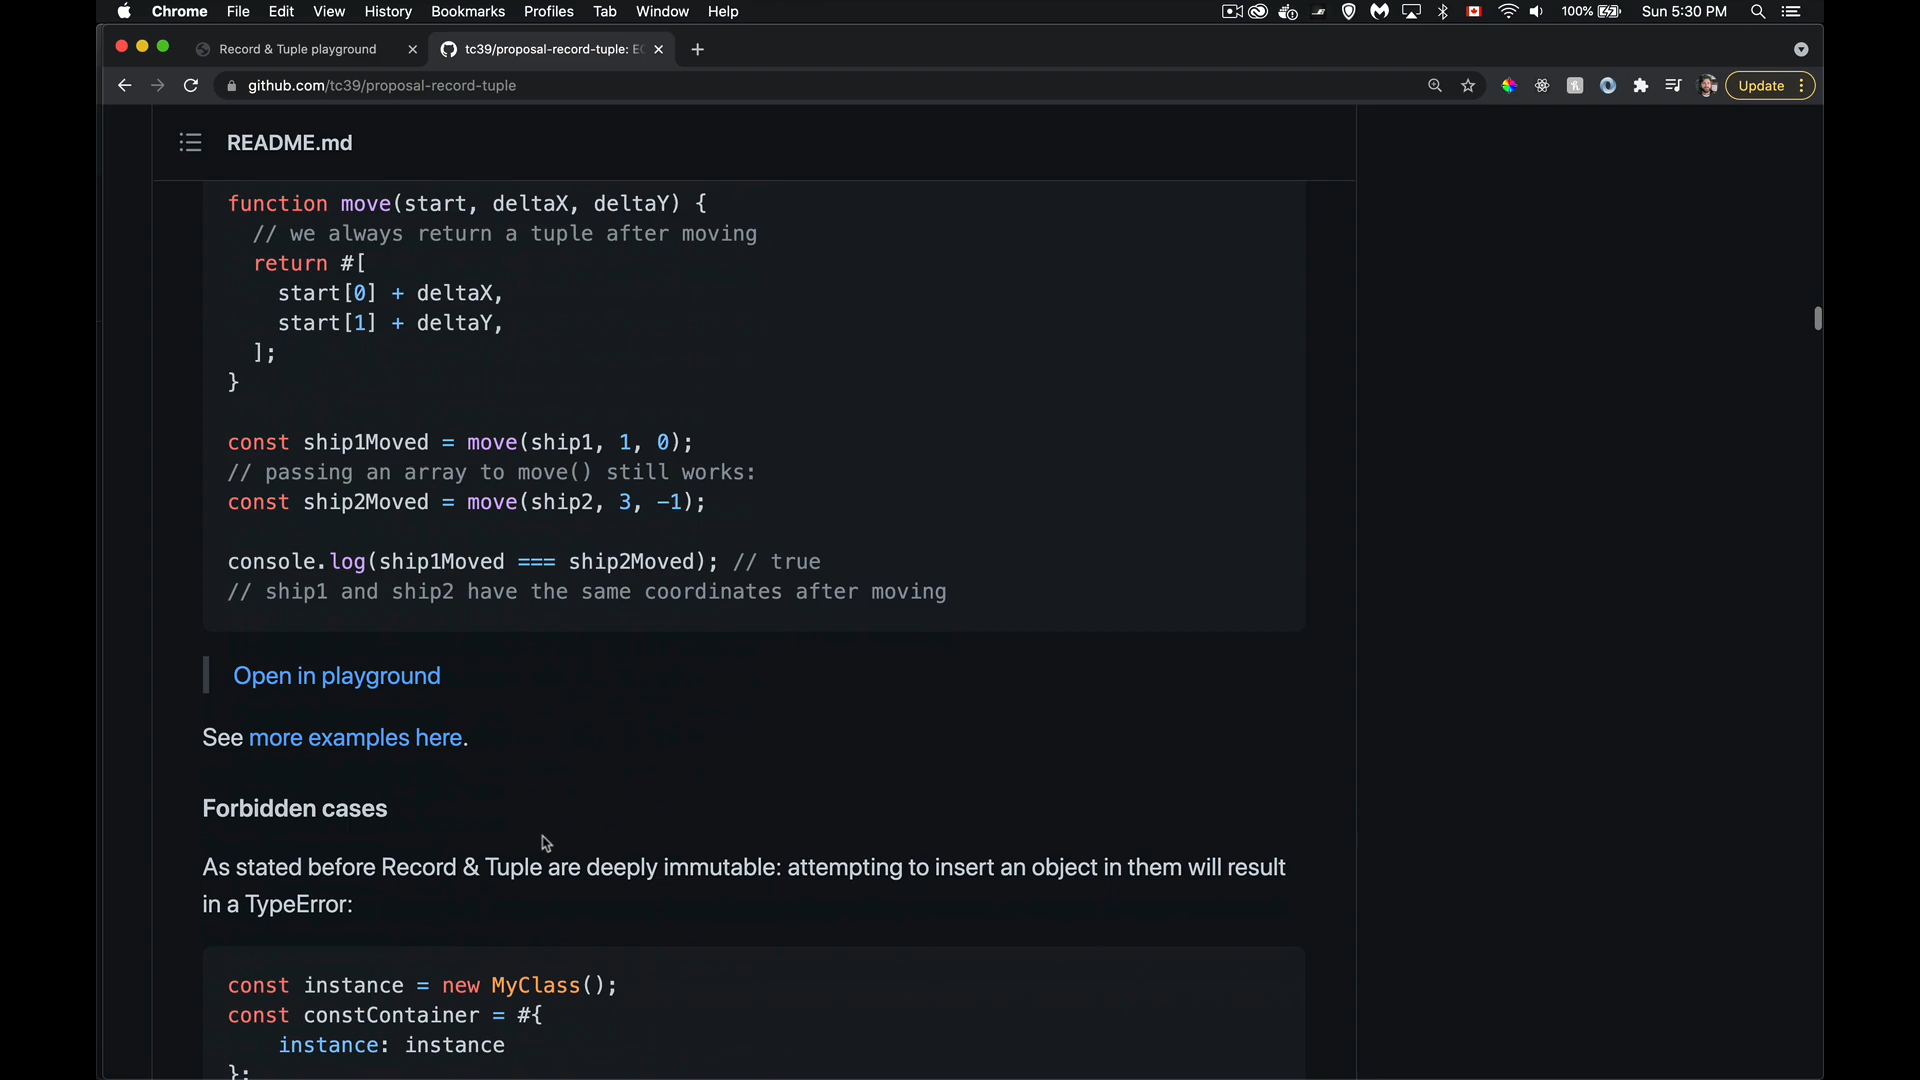 Chrome File Edit View History Bookmarks Profiles Tab Window Help 100% Sun 5:30 PM
Record & Tuple playground tc39/proposal-record-tuple: EC
github.com/tc39/proposal-record-tuple Update
README.md
function move(start, deltaX, deltaY) {
// we always return a tuple after moving
return #[
start[0] + deltaX,
start[1] + deltaY,
];
}
const ship1Moved = move(ship1, 1, 0);
// passing an array to move() still works:
const ship2Moved = move(ship2, 3, -1);
console.log(ship1Moved === ship2Moved); // true
// ship1 and ship2 have the same coordinates after moving
Open in playground
See more examples here.
Forbidden cases
As stated before Record & Tuple are deeply immutable: attempting to insert an object in them will result
in a TypeError:
const instance = new MyClass();
const constContainer = #{
instance: instance
};